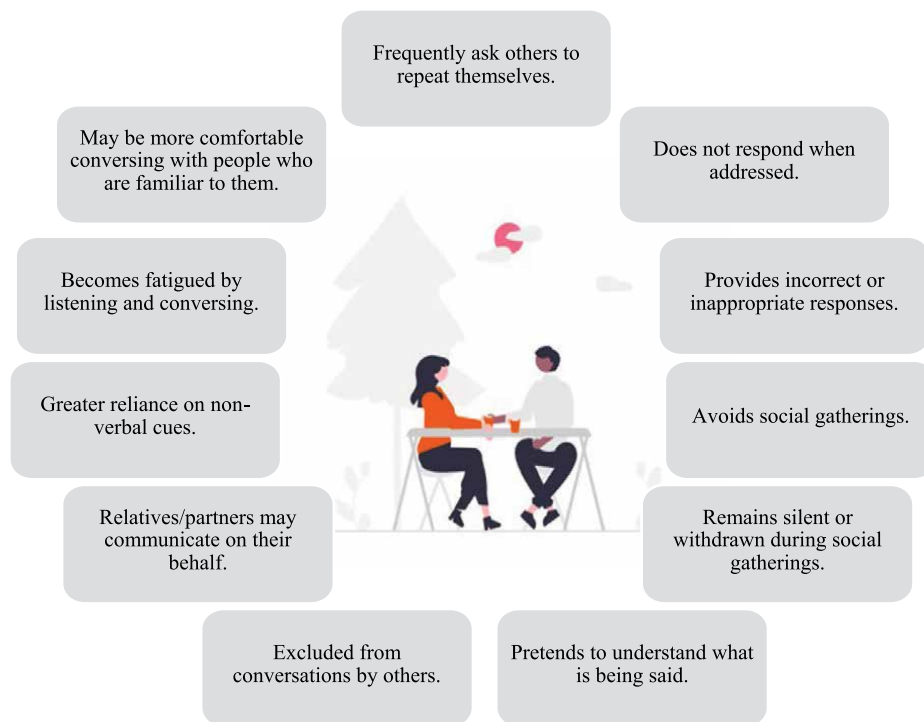 Frequently ask others to
repeat themselves.
Does not respond when
addressed.
Provides incorrect or
inappropriate responses.
Avoids social gatherings.
Remains silent or
withdrawn during social
gatherings.
Pretends to understand what
is being said.
Excluded from
conversations by others.
Relatives/partners may
communicate on their
behalf.
Greater reliance on non-
verbal cues.
Becomes fatigued by
listening and conversing.
May be more comfortable
conversing with people who
are familiar to them.